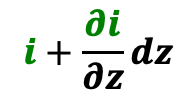 i + ∂i/∂z dz